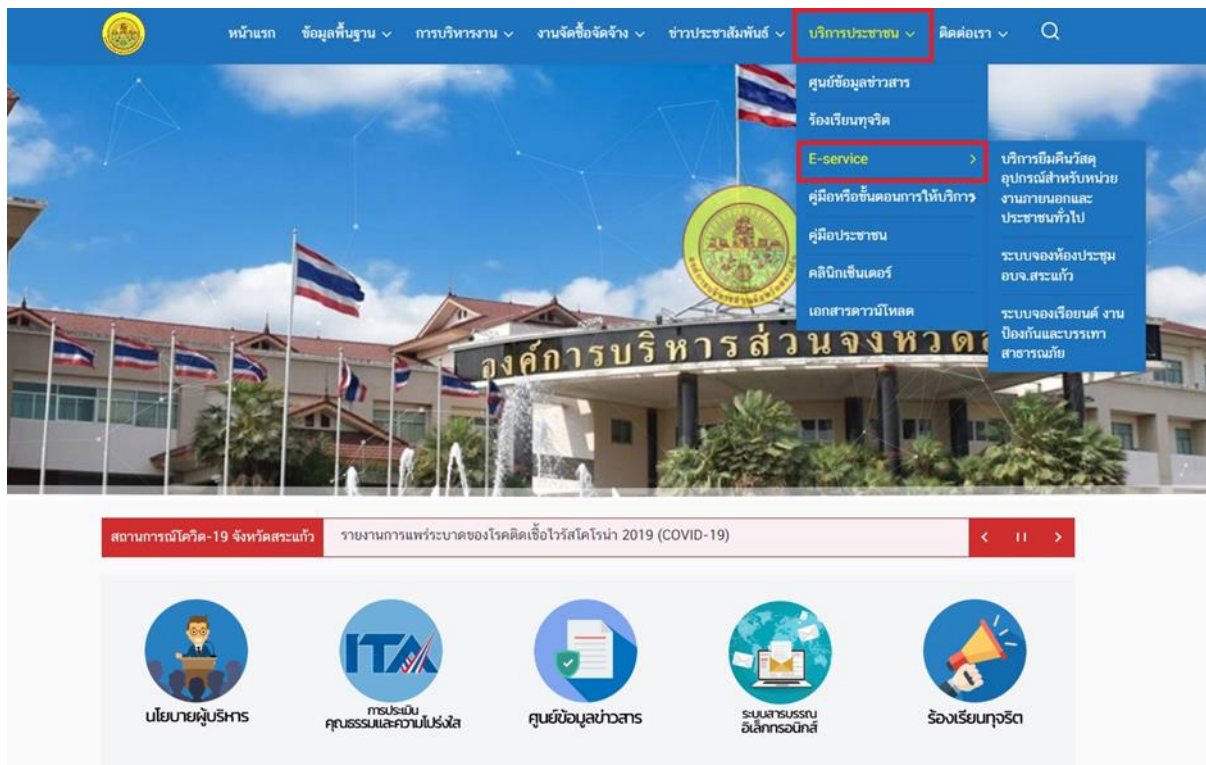 หน้าแรก
ข้อมูลพื้นฐาน
การบริหารงาน
งานจัดซื้อจัดจ้าง
ข่าวประชาสัมพันธ์
บริการประชาชน
ติดต่อเรา
ศูนย์ข้อมูลข่าวสาร
ร้องเรียนทุจริต
E-service
คู่มือหรือขั้นตอนการให้บริการ
คู่มือประชาชน
คลินิกเซ็นเตอร์
เอกสารดาวน์โหลด
บริการยืมคืนวัสดุ
อุปกรณ์สำหรับหน่วย
งานภายนอกและ
ประชาชนทั่วไป
ระบบจองห้องประชุม
อบจ.สระแก้ว
ระบบจองเรือยนต์ งาน
ป้องกันและบรรเทา
สาธารณภัย
องค์การบริหารส่วนจังหวัด
สถานการณ์โควิด-19 จังหวัดสระแก้ว
รายงานการแพร่ระบาดของโรคติดเชื้อไวรัสโคโรน่า 2019 (COVID-19)
นโยบายผู้บริหาร
ITA
การประเมิน
คุณธรรมและความโปร่งใส
ศูนย์ข้อมูลข่าวสาร
ระบบสารบรรณ
อิเล็กทรอนิกส์
ร้องเรียนทุจริต